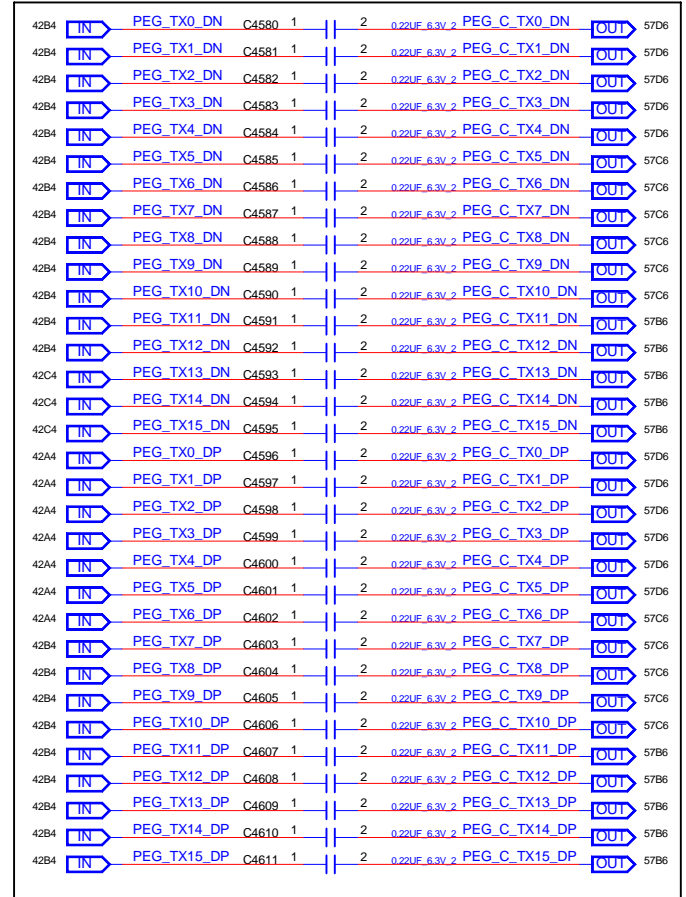 42B4 IN PEG_TX0_DN C4580 1 2 0.22UF_6.3V_2 PEG_C_TX0_DN OUT 57D6
42B4 IN PEG_TX1_DN C4581 1 2 0.22UF_6.3V_2 PEG_C_TX1_DN OUT 57D6
42B4 IN PEG_TX2_DN C4582 1 2 0.22UF_6.3V_2 PEG_C_TX2_DN OUT 57D6
42B4 IN PEG_TX3_DN C4583 1 2 0.22UF_6.3V_2 PEG_C_TX3_DN OUT 57D6
42B4 IN PEG_TX4_DN C4584 1 2 0.22UF_6.3V_2 PEG_C_TX4_DN OUT 57D6
42B4 IN PEG_TX5_DN C4585 1 2 0.22UF_6.3V_2 PEG_C_TX5_DN OUT 57C6
42B4 IN PEG_TX6_DN C4586 1 2 0.22UF_6.3V_2 PEG_C_TX6_DN OUT 57C6
42B4 IN PEG_TX7_DN C4587 1 2 0.22UF_6.3V_2 PEG_C_TX7_DN OUT 57C6
42B4 IN PEG_TX8_DN C4588 1 2 0.22UF_6.3V_2 PEG_C_TX8_DN OUT 57C6
42B4 IN PEG_TX9_DN C4589 1 2 0.22UF_6.3V_2 PEG_C_TX9_DN OUT 57C6
42B4 IN PEG_TX10_DN C4590 1 2 0.22UF_6.3V_2 PEG_C_TX10_DN OUT 57C6
42B4 IN PEG_TX11_DN C4591 1 2 0.22UF_6.3V_2 PEG_C_TX11_DN OUT 57B6
42B4 IN PEG_TX12_DN C4592 1 2 0.22UF_6.3V_2 PEG_C_TX12_DN OUT 57B6
42C4 IN PEG_TX13_DN C4593 1 2 0.22UF_6.3V_2 PEG_C_TX13_DN OUT 57B6
42C4 IN PEG_TX14_DN C4594 1 2 0.22UF_6.3V_2 PEG_C_TX14_DN OUT 57B6
42C4 IN PEG_TX15_DN C4595 1 2 0.22UF_6.3V_2 PEG_C_TX15_DN OUT 57B6
42A4 IN PEG_TX0_DP C4596 1 2 0.22UF_6.3V_2 PEG_C_TX0_DP OUT 57D6
42A4 IN PEG_TX1_DP C4597 1 2 0.22UF_6.3V_2 PEG_C_TX1_DP OUT 57D6
42A4 IN PEG_TX2_DP C4598 1 2 0.22UF_6.3V_2 PEG_C_TX2_DP OUT 57D6
42A4 IN PEG_TX3_DP C4599 1 2 0.22UF_6.3V_2 PEG_C_TX3_DP OUT 57D6
42A4 IN PEG_TX4_DP C4600 1 2 0.22UF_6.3V_2 PEG_C_TX4_DP OUT 57D6
42A4 IN PEG_TX5_DP C4601 1 2 0.22UF_6.3V_2 PEG_C_TX5_DP OUT 57D6
42A4 IN PEG_TX6_DP C4602 1 2 0.22UF_6.3V_2 PEG_C_TX6_DP OUT 57C6
42B4 IN PEG_TX7_DP C4603 1 2 0.22UF_6.3V_2 PEG_C_TX7_DP OUT 57C6
42B4 IN PEG_TX8_DP C4604 1 2 0.22UF_6.3V_2 PEG_C_TX8_DP OUT 57C6
42B4 IN PEG_TX9_DP C4605 1 2 0.22UF_6.3V_2 PEG_C_TX9_DP OUT 57C6
42B4 IN PEG_TX10_DP C4606 1 2 0.22UF_6.3V_2 PEG_C_TX10_DP OUT 57C6
42B4 IN PEG_TX11_DP C4607 1 2 0.22UF_6.3V_2 PEG_C_TX11_DP OUT 57B6
42B4 IN PEG_TX12_DP C4608 1 2 0.22UF_6.3V_2 PEG_C_TX12_DP OUT 57B6
42B4 IN PEG_TX13_DP C4609 1 2 0.22UF_6.3V_2 PEG_C_TX13_DP OUT 57B6
42B4 IN PEG_TX14_DP C4610 1 2 0.22UF_6.3V_2 PEG_C_TX14_DP OUT 57B6
42B4 IN PEG_TX15_DP C4611 1 2 0.22UF_6.3V_2 PEG_C_TX15_DP OUT 57B6